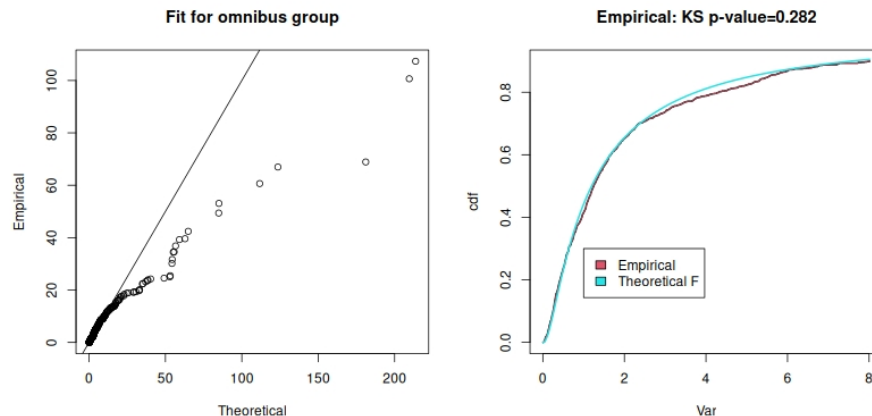 Fit for omnibus group
Empirical
100
80
60
40
20
0
0 50 100 150 200
Theoretical
Empirical: KS p-value=0.282
cdf
0.8
0.6
0.4
0.2
0.0
Empirical
Theoretical F
0 2 4 6 8
Var